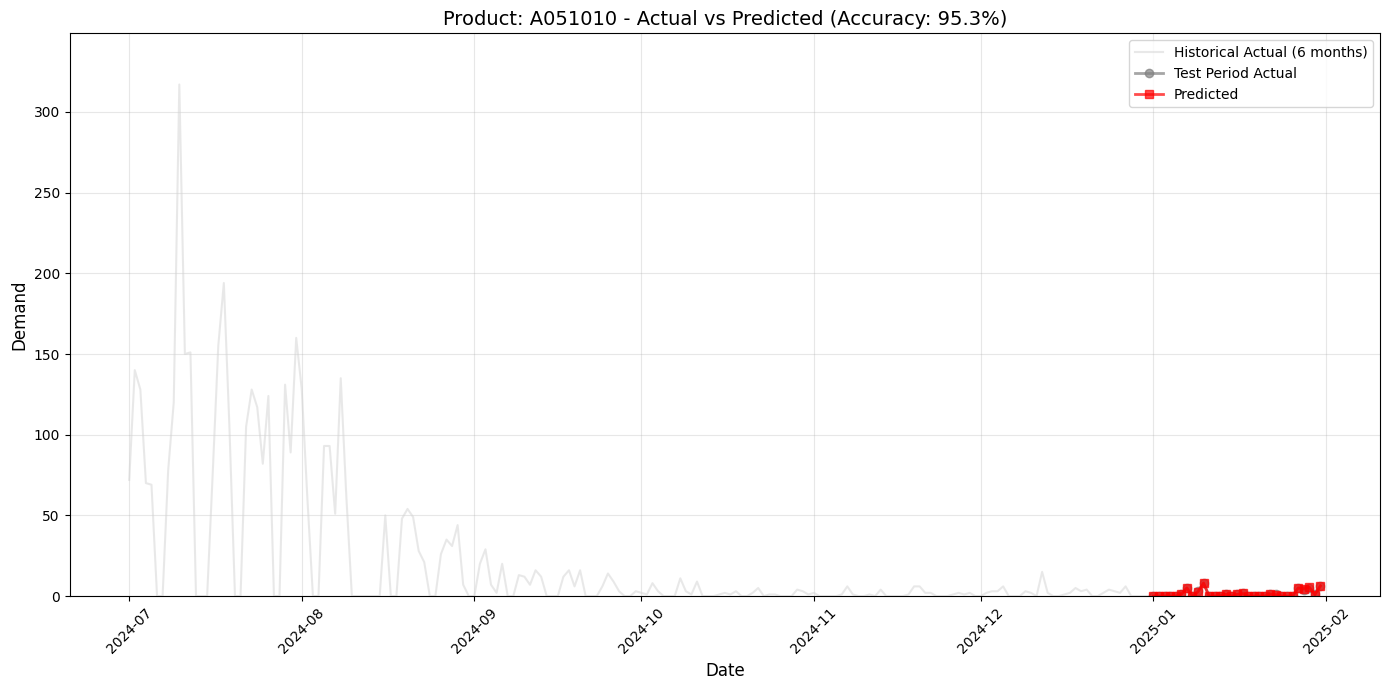 Product: A051010 - Actual vs Predicted (Accuracy: 95.3%)
Historical Actual (6 months)
Test Period Actual
Predicted
300
250
200
150
100
50
0
Demand
2024-07
2024-08
2024-09
2024-10
2024-11
2024-12
2025-01
2025-02
Date